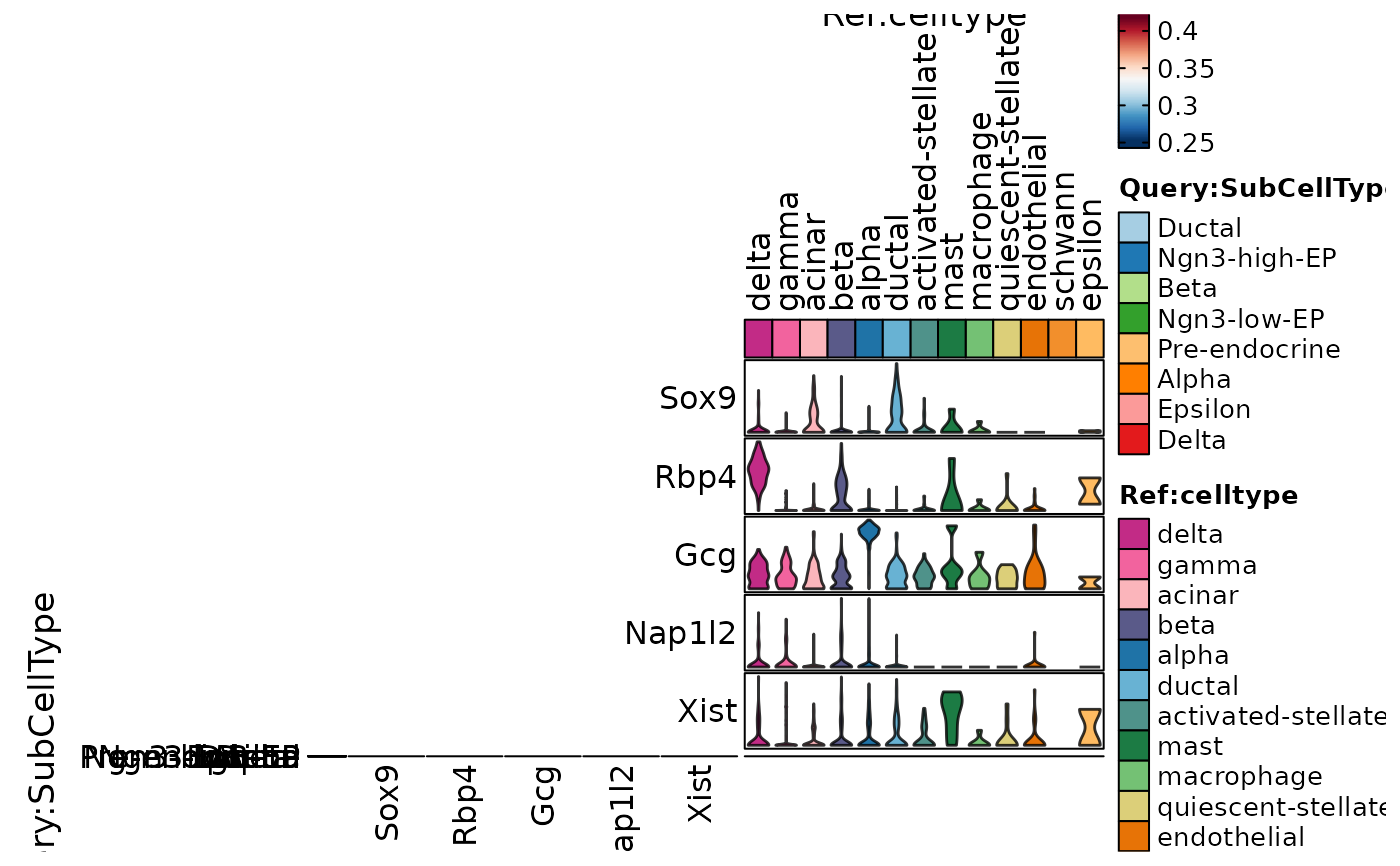 Ref:celltype
delta
gamma
acinar
beta
alpha
ductal
activated-stellate
mast
macrophage
quiescent-stellate
endothelial
schwann
epsilon
Sox9
Rbp4
Gcg
Nap1l2
Xist
ry:SubCellType
Sox9
Rbp4
Gcg
ap1l2
Xist
0.4
0.35
0.3
0.25
Query:SubCellType
Ductal
Ngn3-high-EP
Beta
Ngn3-low-EP
Pre-endocrine
Alpha
Epsilon
Delta
Ref:celltype
delta
gamma
acinar
beta
alpha
ductal
activated-stellate
mast
macrophage
quiescent-stellate
endothelial